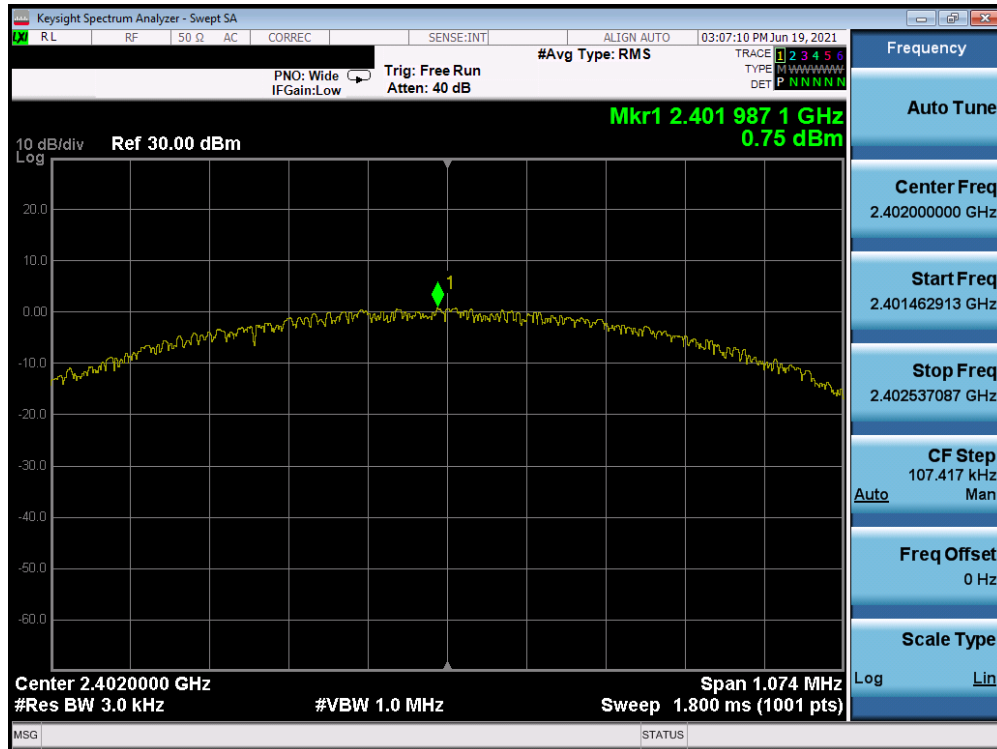 Keysight Spectrum Analyzer - Swept SA
LXI RL RF 50 Ω AC CORREC SENSE:INT ALIGN AUTO 03:07:10 PM Jun 19, 2021
PNO: Wide Trig: Free Run #Avg Type: RMS TRACE 1 2 3 4 5 6
IFGain:Low Atten: 40 dB TYPE M WWWWW
DET P N N N N N
Mkr1 2.401 987 1 GHz
0.75 dBm
10 dB/div Ref 30.00 dBm
Log
20.0
10.0
1
0.00
-10.0
-20.0
-30.0
-40.0
-50.0
-60.0
Center 2.4020000 GHz Span 1.074 MHz
#Res BW 3.0 kHz #VBW 1.0 MHz Sweep 1.800 ms (1001 pts)
MSG STATUS
Frequency
Auto Tune
Center Freq
2.402000000 GHz
Start Freq
2.401462913 GHz
Stop Freq
2.402537087 GHz
CF Step
107.417 kHz
Auto Man
Freq Offset
0 Hz
Scale Type
Log Lin